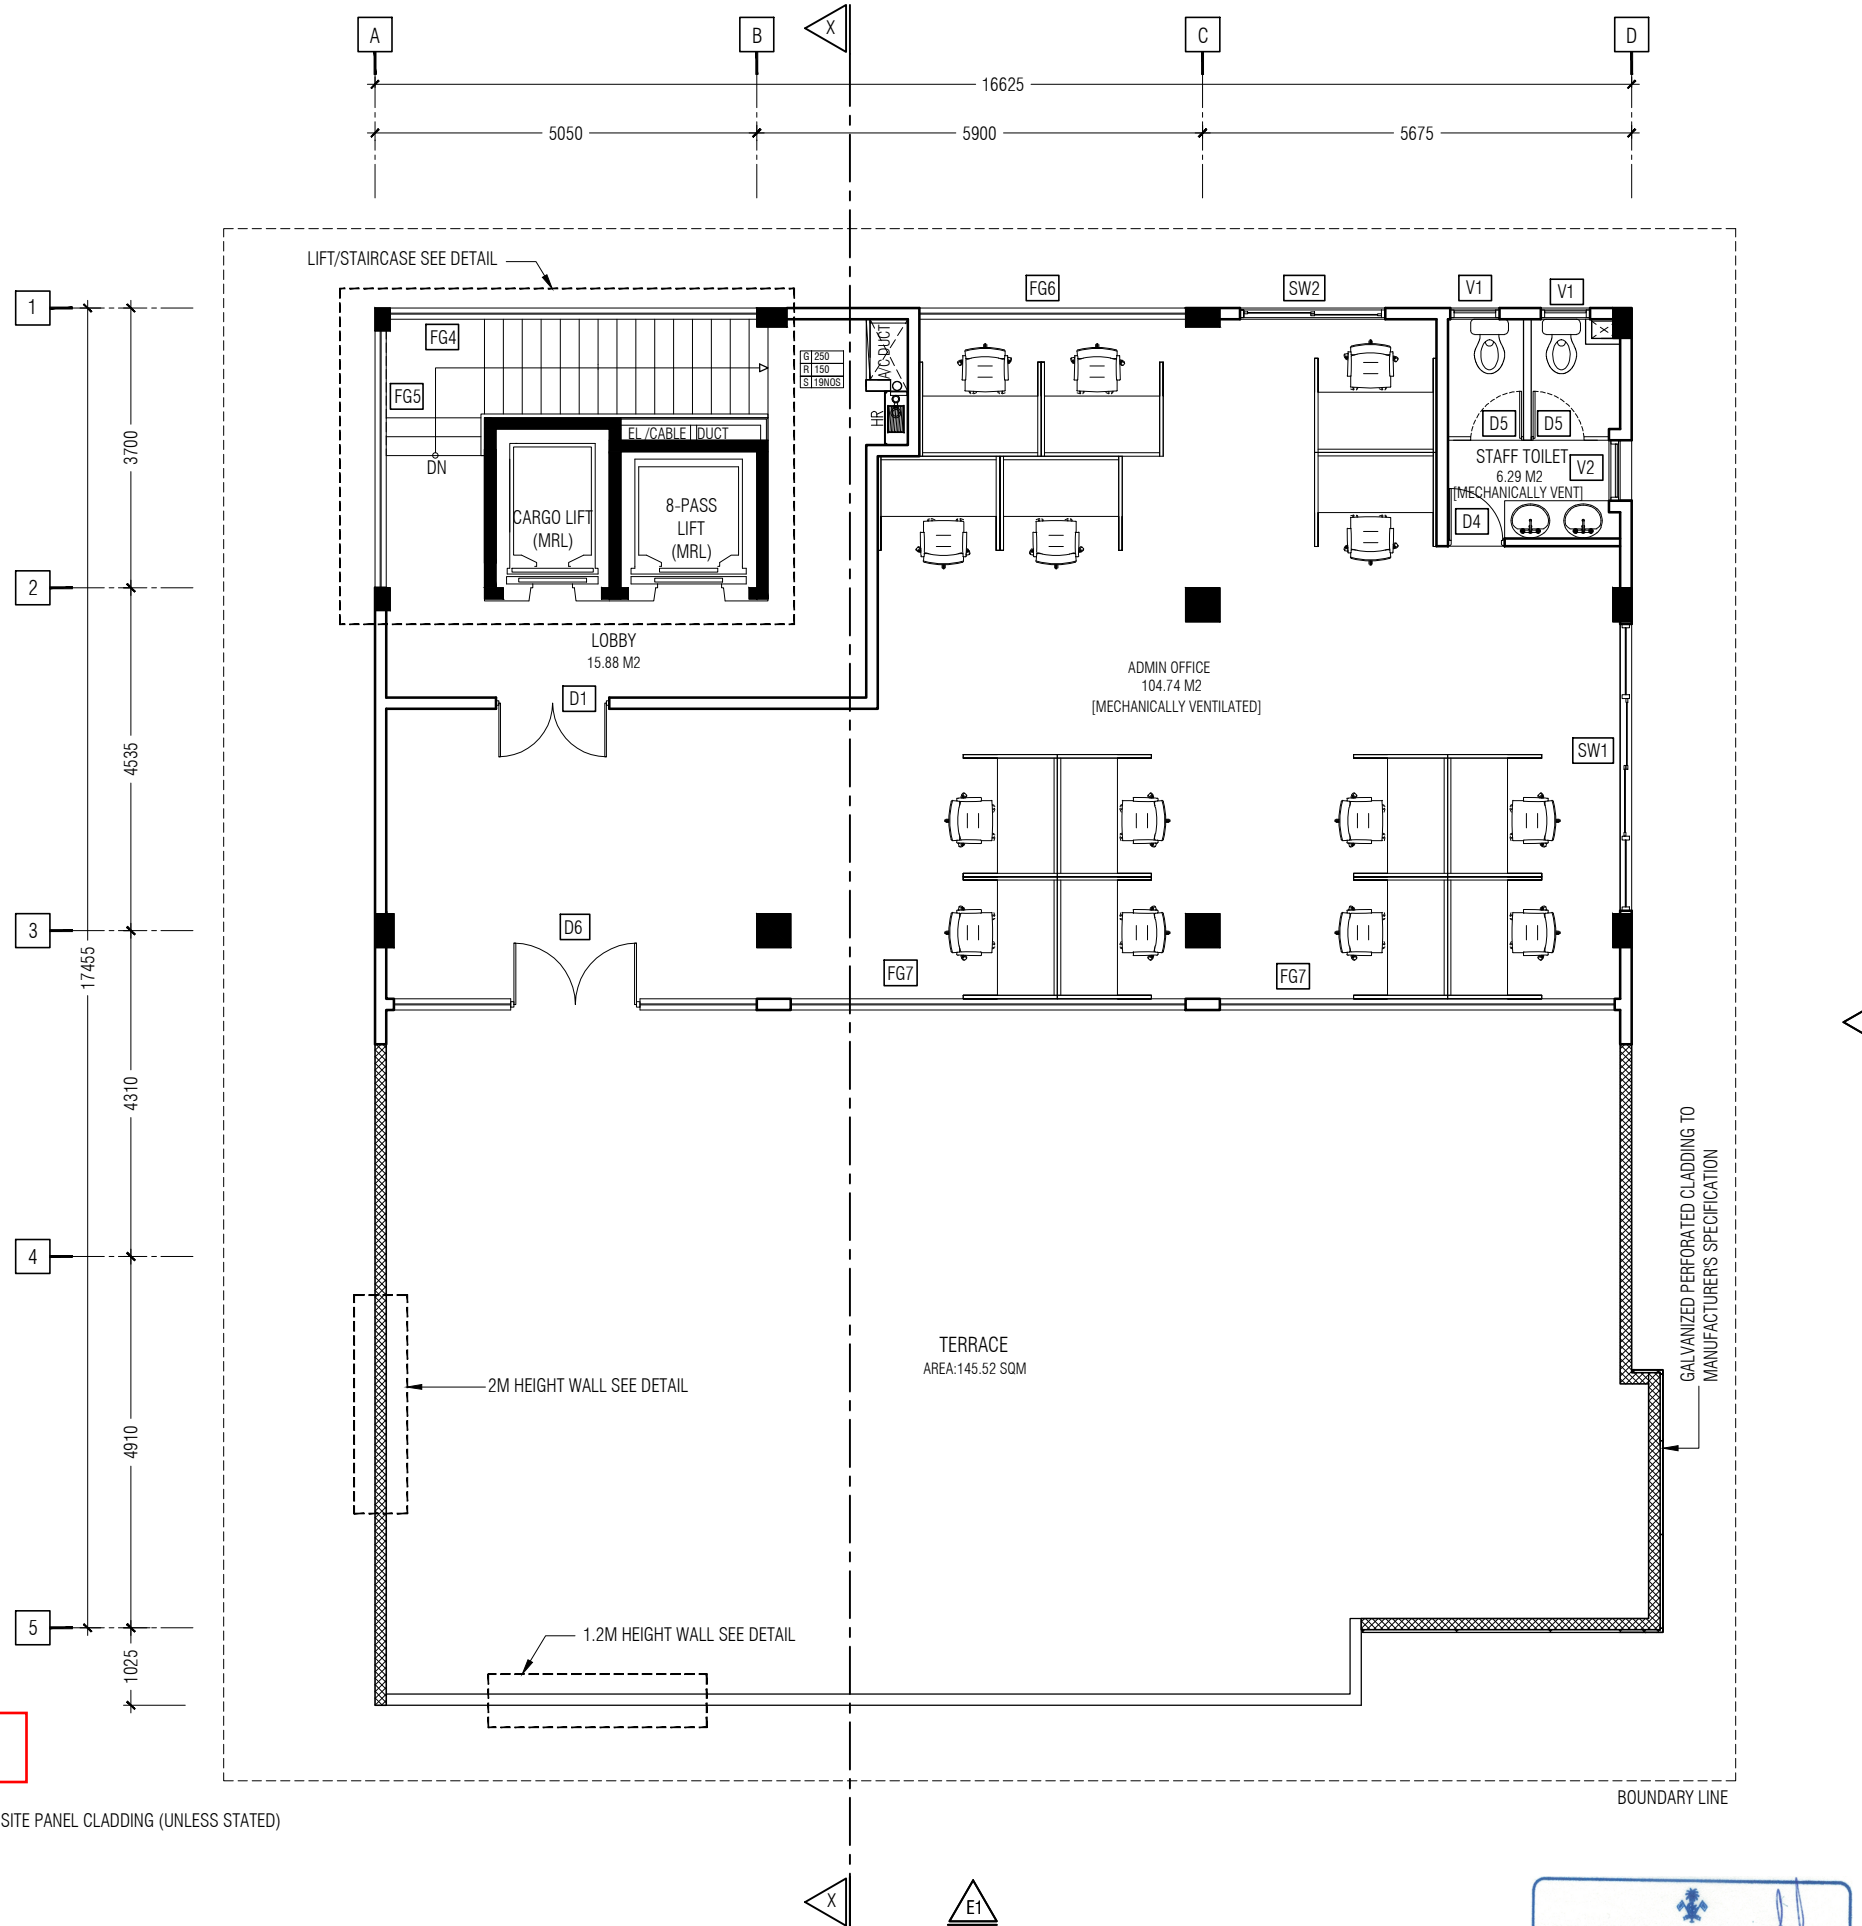 A
B
X
C
D
16625
5050
5900
5675
LIFT/STAIRCASE SEE DETAIL
1
FG6
SW2
V1
V1
FG4
G 250
R 150
S 19NOS
A/C DUCT
X
FG5
HR
D5
D5
EL /CABLE DUCT
3700
DN
STAFF TOILET
6.29 M2
[MECHANICALLY VENT]
V2
CARGO LIFT
(MRL)
8-PASS
LIFT
(MRL)
D4
2
LOBBY
15.88 M2
ADMIN OFFICE
104.74 M2
[MECHANICALLY VENTILATED]
D1
4535
SW1
3
D6
17455
FG7
FG7
4310
GALVANIZED PERFORATED CLADDING TO
MANUFACTURER'S SPECIFICATION
4
TERRACE
AREA:145.52 SQM
2M HEIGHT WALL SEE DETAIL
4910
5
1.2M HEIGHT WALL SEE DETAIL
1025
BOUNDARY LINE
SITE PANEL CLADDING (UNLESS STATED)
X
E1